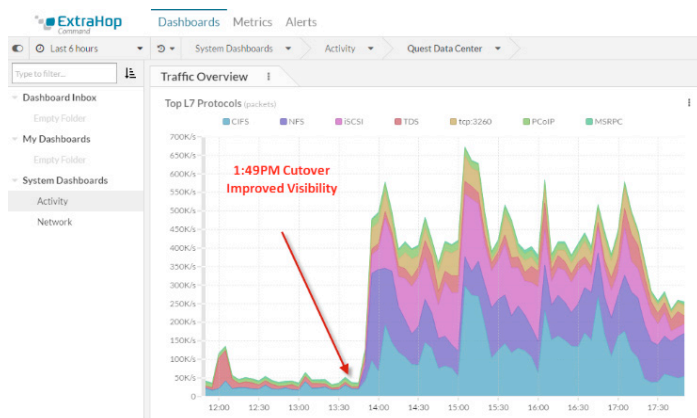 ExtraHop
Command
Dashboards Metrics Alerts
Last 6 hours
System Dashboards
Activity
Quest Data Center
Type to filter...
Traffic Overview
Dashboard Inbox
Empty Folder
My Dashboards
Empty Folder
System Dashboards
Activity
Network
Top L7 Protocols (packets)
CIFS NFS iSCSI TDS tcp:3260 PCoIP MSRPC
700K/s
650K/s
600K/s
550K/s
500K/s
450K/s
400K/s
350K/s
300K/s
250K/s
200K/s
150K/s
100K/s
50K/s
0
1:49PM Cutover
Improved Visibility
12:00 12:30 13:00 13:30 14:00 14:30 15:00 15:30 16:00 16:30 17:00 17:30